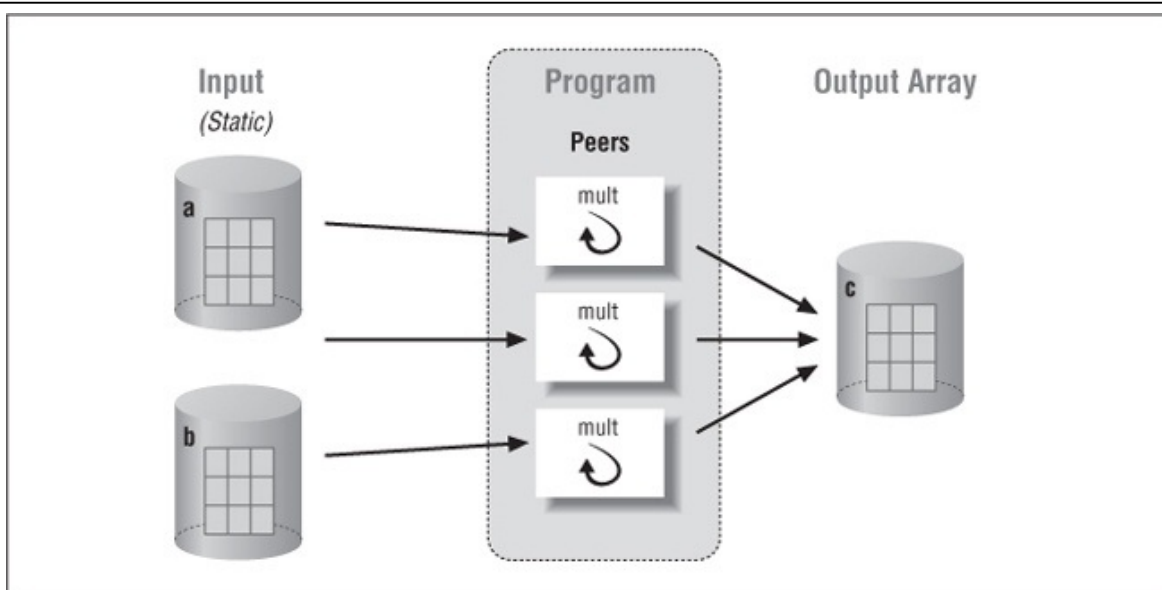 Input
(Static)
a
b
Program
Peers
mult
mult
mult
Output Array
c